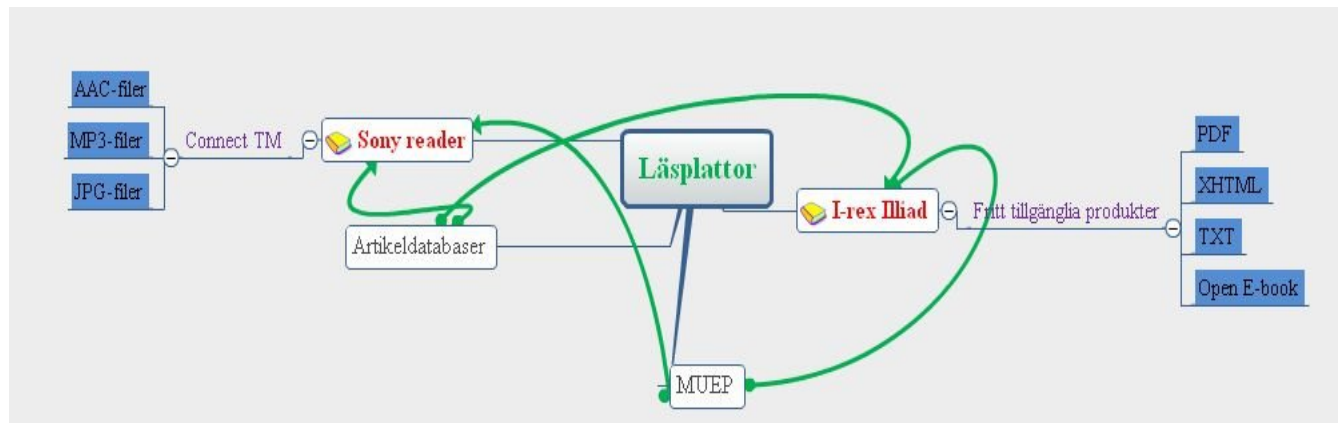 Läsplattor
Sony reader
Connect TM
AAC-filer
MP3-filer
JPG-filer
Artikeldatabaser
MUEP
I-rex Illiad
Fritt tillgänglia produkter
PDF
XHTML
TXT
Open E-book